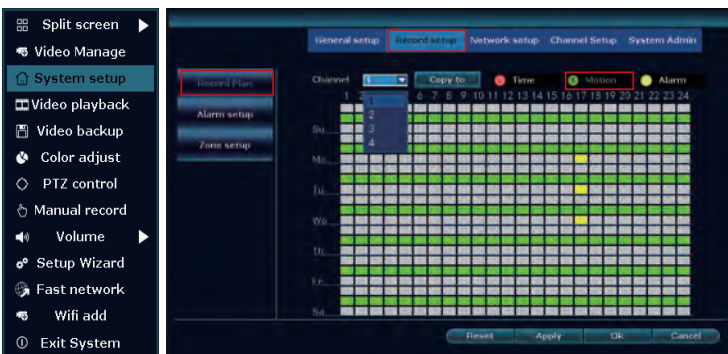 Split screen
Video Manage
System setup
Video playback
Video backup
Color adjust
PTZ control
Manual record
Volume
Setup Wizard
Fast network
Wifi add
Exit System
General setup Record setup Network setup Channel Setup System Admin
Record Plan
Alarm setup
Zone setup
Channel Copy to Time Motion Alarm
1 2 6 7 8 9 10 11 12 13 14 15 16 17 18 19 20 21 22 23 24
1
2
3
4
Su
Mo
Tu
We
Th
Fr
Sa
Reset Apply Ok Cancel